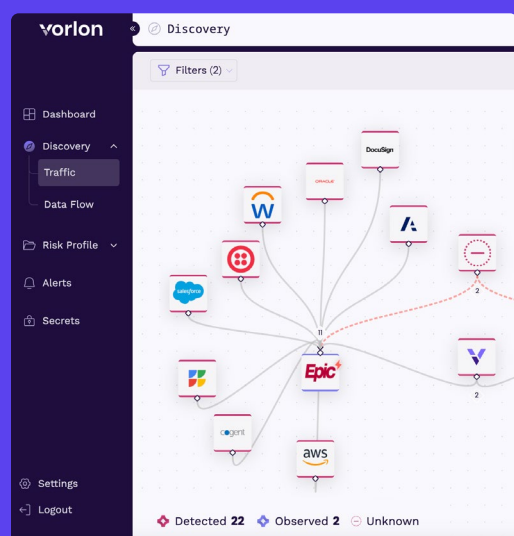 vorlon
«
Discovery
Filters (2)
Dashboard
Discovery
Traffic
Data Flow
Risk Profile
Alerts
Secrets
Settings
Logout
DocuSign
ORACLE
W
A
salesforce
2
11
Epic
V
2
cogent
aws
Detected 22
Observed 2
Unknown